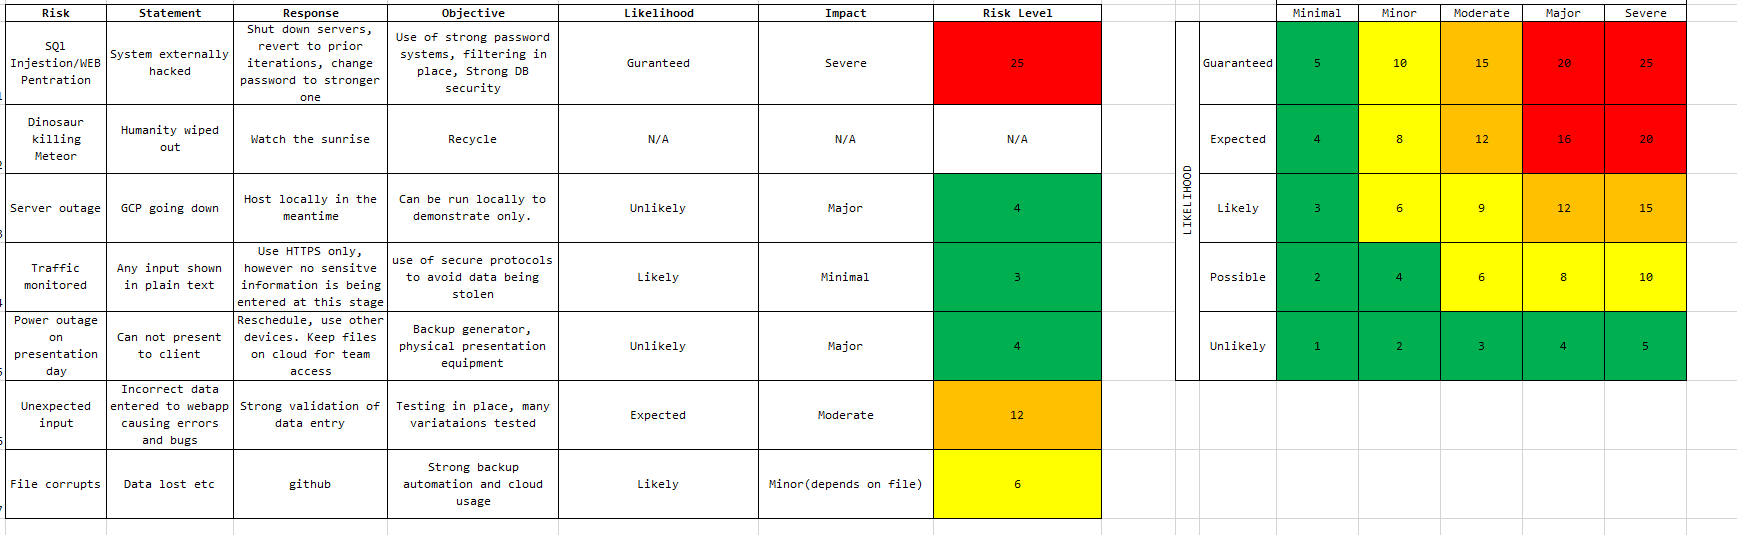 Risk Statement Response Objective Likelihood Impact Risk Level
SQl
Injestion/WEB
Pentration
System externally
hacked
Shut down servers,
revert to prior
iterations, change
password to stronger
one
Use of strong password
systems, filtering in
place, Strong DB
security
Guranteed
Severe
25
Dinosaur
killing
Meteor
Humanity wiped
out
Watch the sunrise
Recycle
N/A
N/A
N/A
Server outage
GCP going down
Host locally in the
meantime
Can be run locally to
demonstrate only.
Unlikely
Major
4
Traffic
monitored
Any input shown
in plain text
Use HTTPS only,
however no sensitve
information is being
entered at this stage
use of secure protocols
to avoid data being
stolen
Likely
Minimal
3
Power outage
on
presentation
day
Can not present
to client
Reschedule, use other
devices. Keep files
on cloud for team
access
Backup generator,
physical presentation
equipment
Unlikely
Major
4
Unexpected
input
Incorrect data
entered to webapp
causing errors
and bugs
Strong validation of
data entry
Testing in place, many
variataions tested
Expected
Moderate
12
File corrupts
Data lost etc
github
Strong backup
automation and cloud
usage
Likely
Minor(depends on file)
6
Minimal Minor Moderate Major Severe
LIKELIHOOD
Guaranteed 5 10 15 20 25
Expected 4 8 12 16 20
Likely 3 6 9 12 15
Possible 2 4 6 8 10
Unlikely 1 2 3 4 5